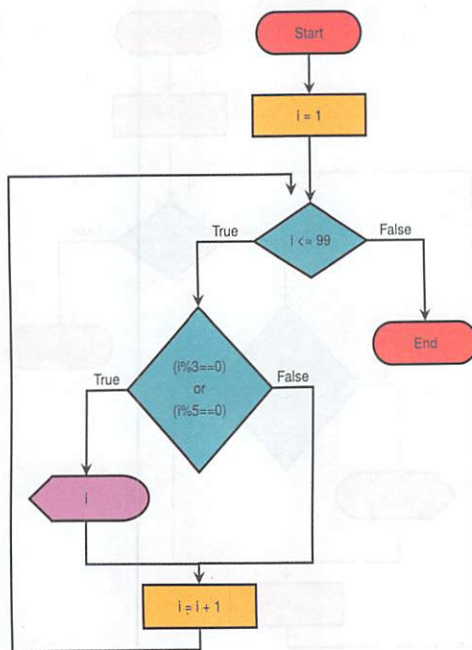 Start
i = 1
i <= 99
True
False
End
(i%3==0)
or
(i%5==0)
True
False
i
i = i + 1